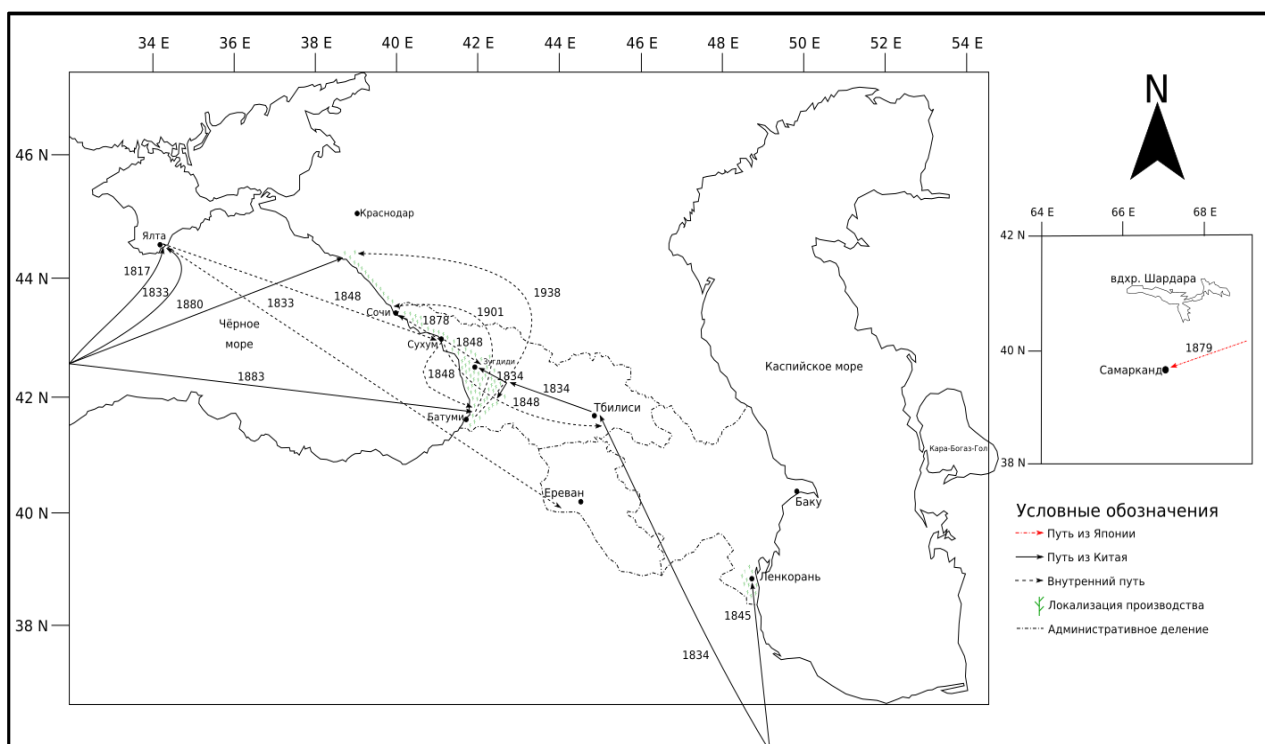 34 E 36 E 38 E 40 E 42 E 44 E 46 E 48 E 50 E 52 E 54 E
N
46 N
Краснодар
64 E 66 E 68 E
Ялта
42 N
44 N
1817
1833
1880
1833
1848
1938
вдхр. Шардара
1901
Сочи
1878
Чёрное
море
Сухум
1848
Зугдиди
1879
40 N
Каспийское море
Самарканд
1848
1834
1834
1883
42 N
1848
Тбилиси
Батуми
Кара-Богаз-Гол
38 N
Ереван
Баку
40 N
Условные обозначения
Путь из Японии
Путь из Китая
Ленкорань
Внутренний путь
Локализация производства
1845
38 N
Административное деление
1834